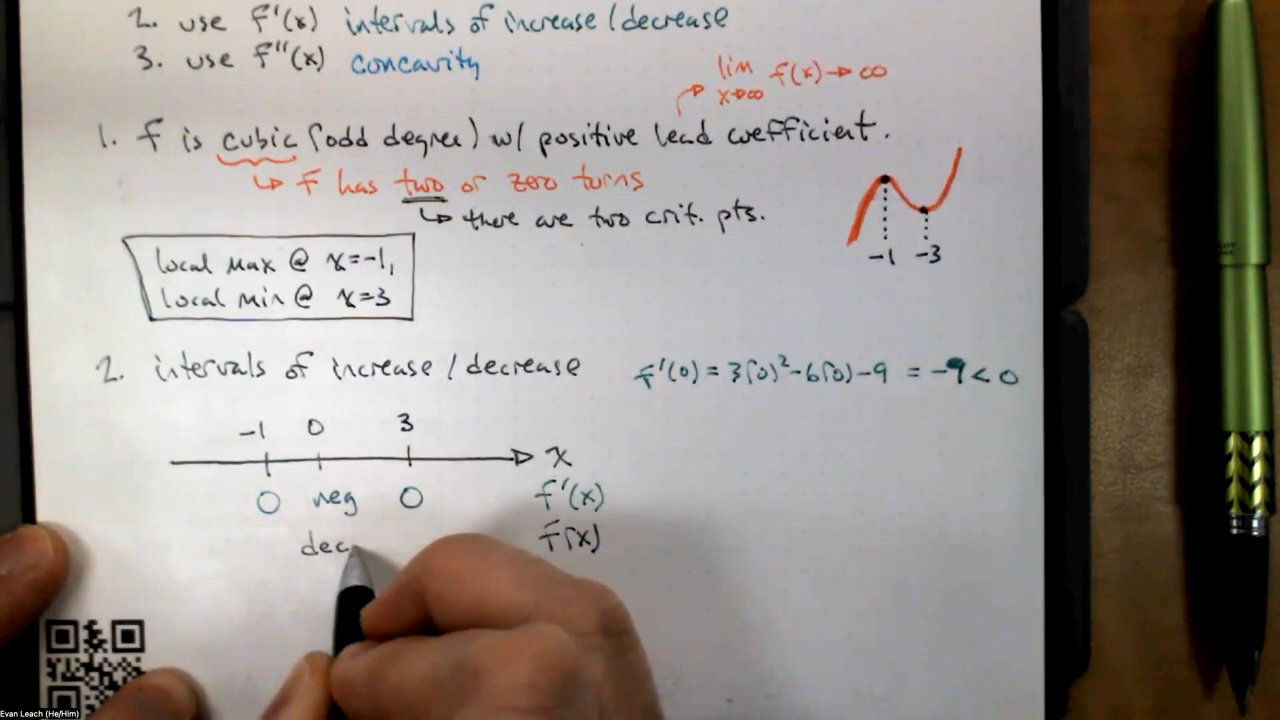 2. use f'(x) intervals of increase/decrease
3. use f''(x) concavity
lim x→∞ f(x) → ∞
1. f is cubic (odd degree) w/ positive lead coefficient.
↳ f has two or zero turns
↳ there are two crit. pts.
-1 -3
local max @ x=-1,
local min @ x=3
2. intervals of increase/decrease
f'(0) = 3(0)²-6(0)-9 = -9 < 0
-1 0 3
x
0 neg 0 f'(x)
dec f(x)
Evan Leach (He/Him)